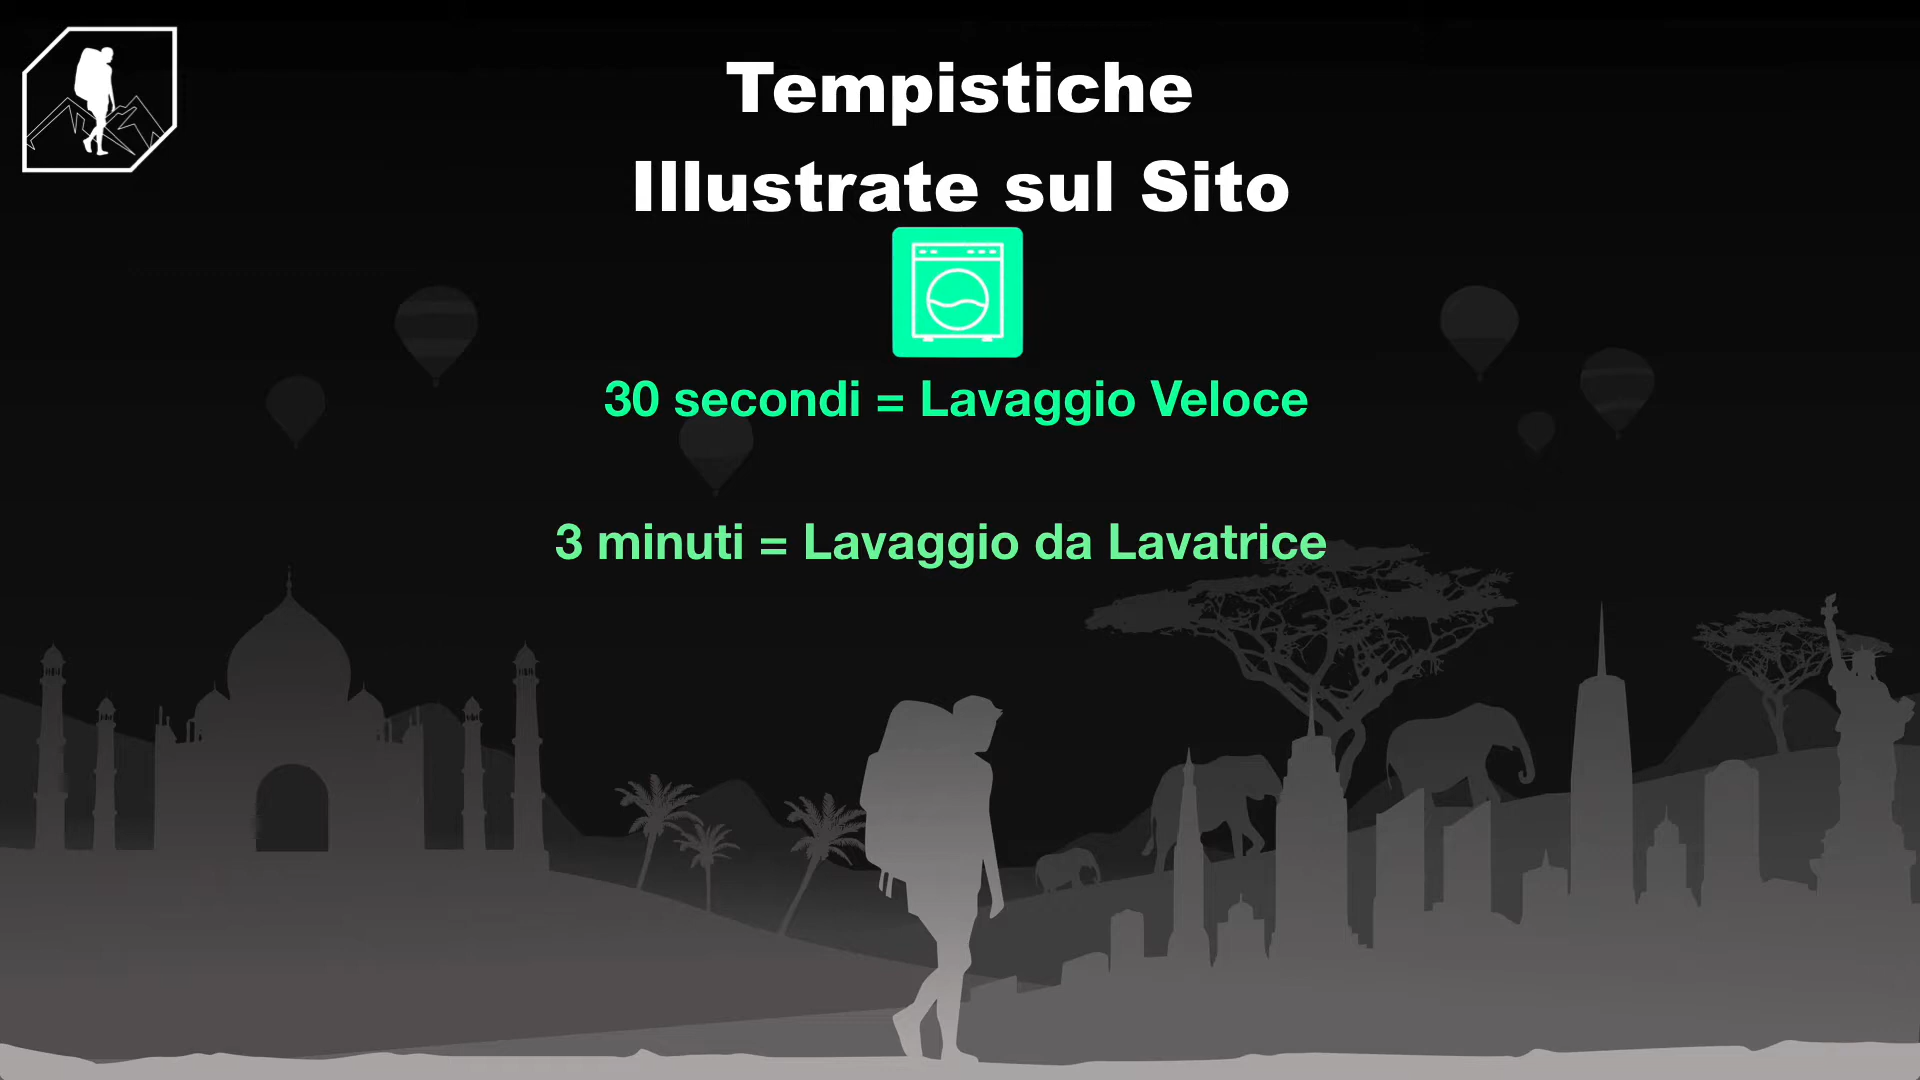 Tempistiche
Illustrate sul Sito
30 secondi = Lavaggio Veloce
3 minuti = Lavaggio da Lavatrice